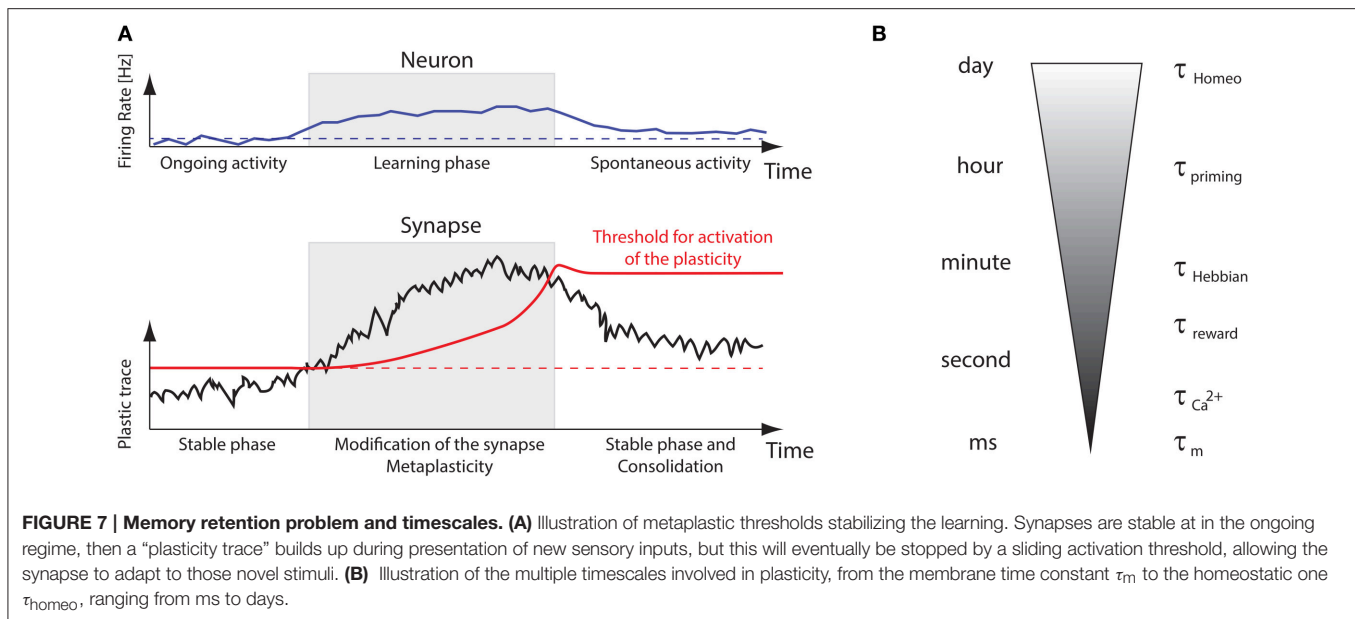 A
Neuron
Firing Rate [Hz]
Ongoing activity
Learning phase
Spontaneous activity
Time
Synapse
Threshold for activation
of the plasticity
Plastic trace
Stable phase
Modification of the synapse
Metaplasticity
Stable phase and
Consolidation
Time
B
day
τ Homeo
hour
τ priming
minute
τ Hebbian
τ reward
second
τ Ca2+
ms
τ m
FIGURE 7 | Memory retention problem and timescales. (A) Illustration of metaplastic thresholds stabilizing the learning. Synapses are stable at in the ongoing
regime, then a “plasticity trace” builds up during presentation of new sensory inputs, but this will eventually be stopped by a sliding activation threshold, allowing the
synapse to adapt to those novel stimuli. (B) Illustration of the multiple timescales involved in plasticity, from the membrane time constant τm to the homeostatic one
τhomeo, ranging from ms to days.